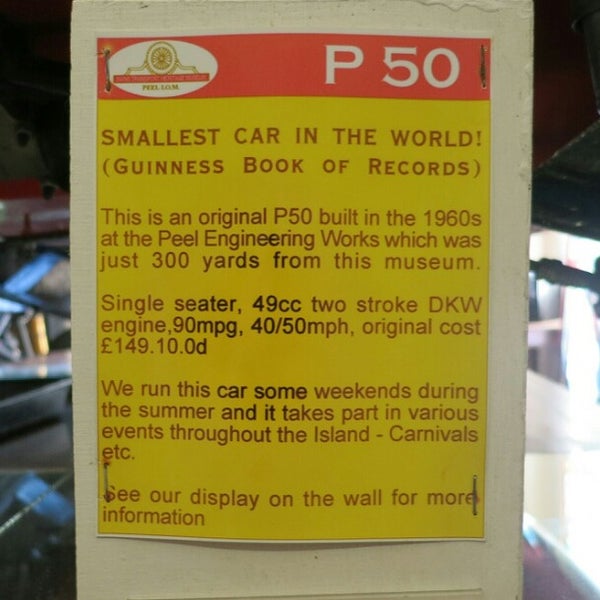 P 50
PEEL I.O.M.
SMALLEST CAR IN THE WORLD!
(GUINNESS BOOK OF RECORDS)
This is an original P50 built in the 1960s
at the Peel Engineering Works which was
just 300 yards from this museum.
Single seater, 49cc two stroke DKW
engine,90mpg, 40/50mph, original cost
£149.10.0d
We run this car some weekends during
the summer and it takes part in various
events throughout the Island - Carnivals
etc.
See our display on the wall for more
information